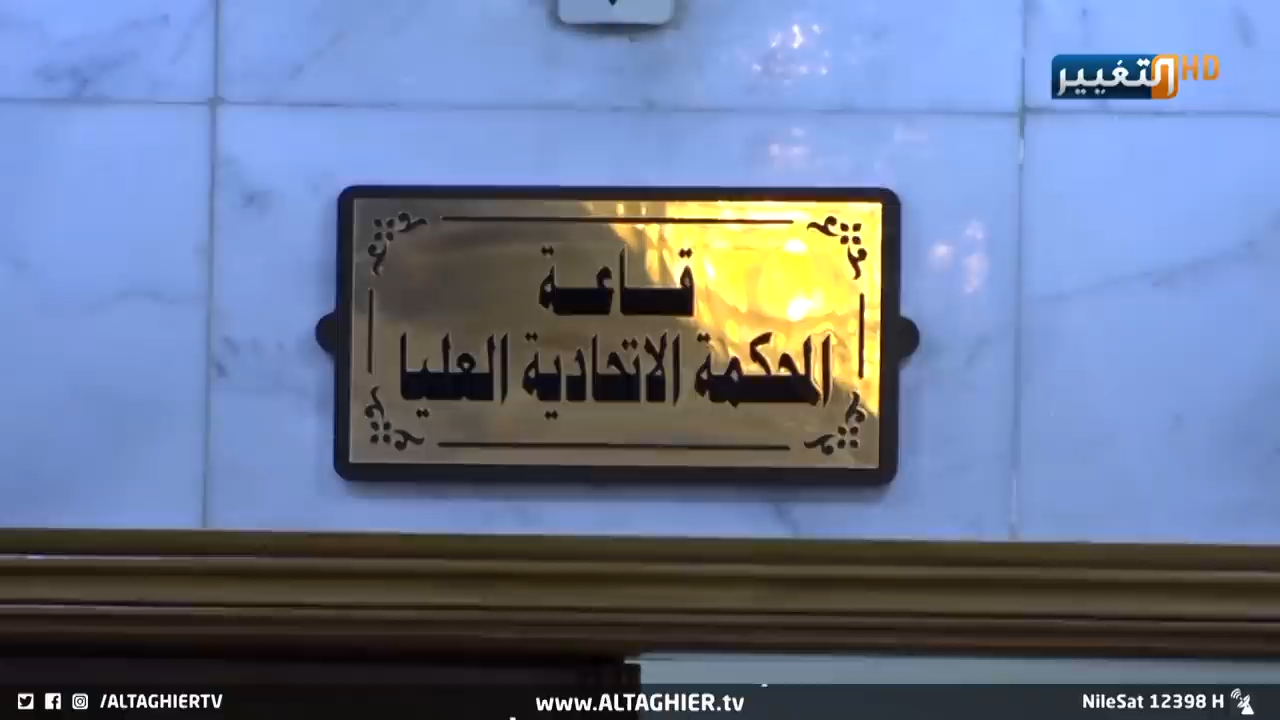 التغيير HD
قاعة
المحكمة الاتحادية العليا
/ALTAGHIERTV
www.ALTAGHIER.tv
NileSat 12398 H